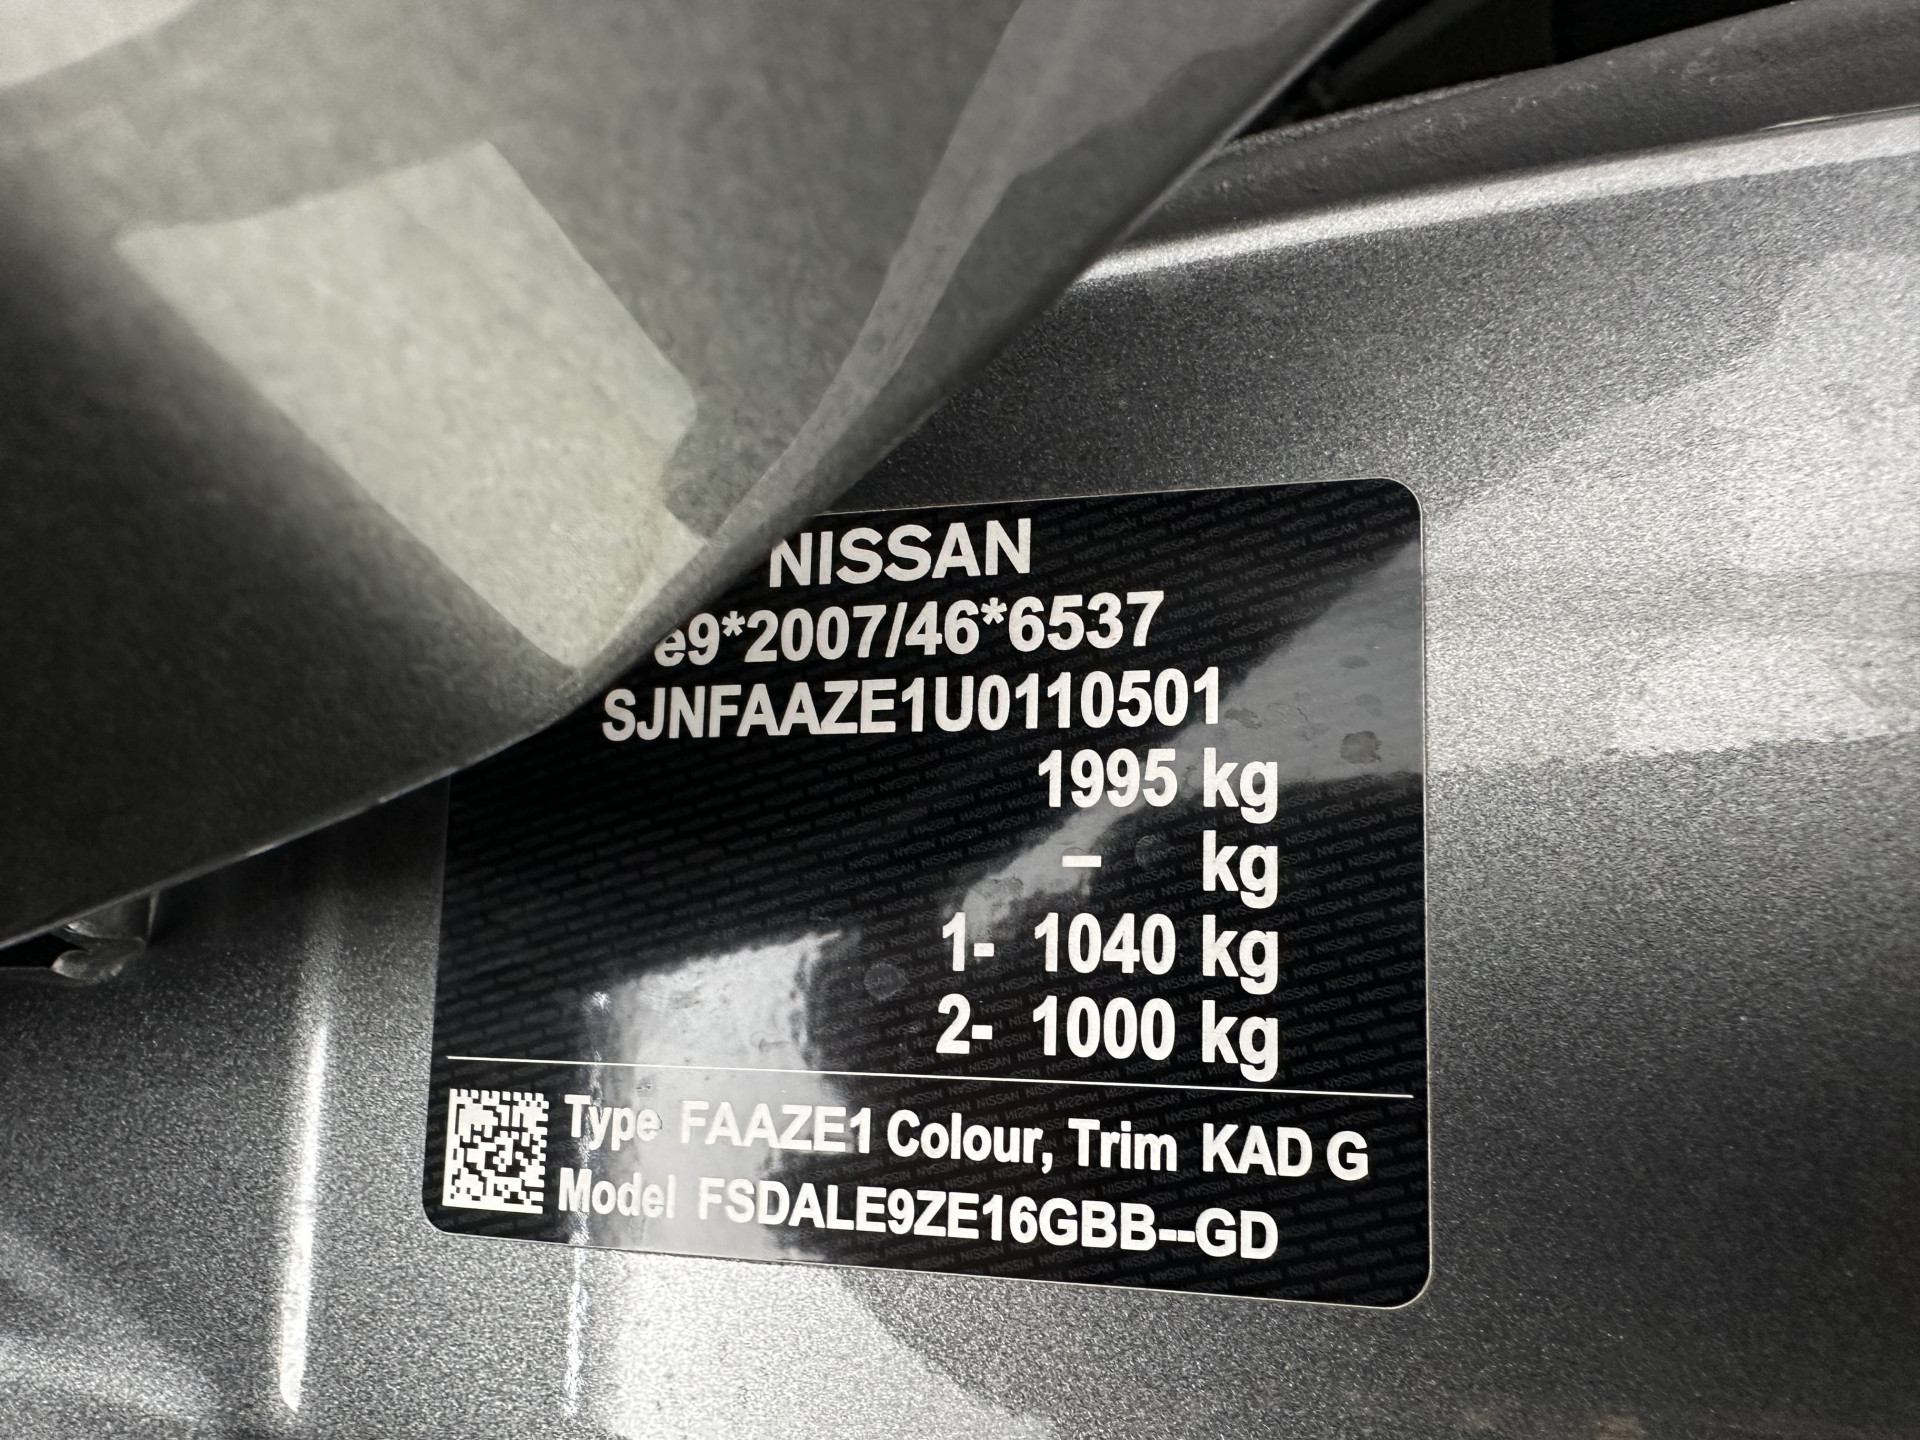 NISSAN
e9*2007/46*6537
SJNFAAZE1U0110501
1995 kg
– kg
1- 1040 kg
2- 1000 kg
Type FAAZE1 Colour, Trim KAD G
Model FSDALE9ZE16GBB--GD